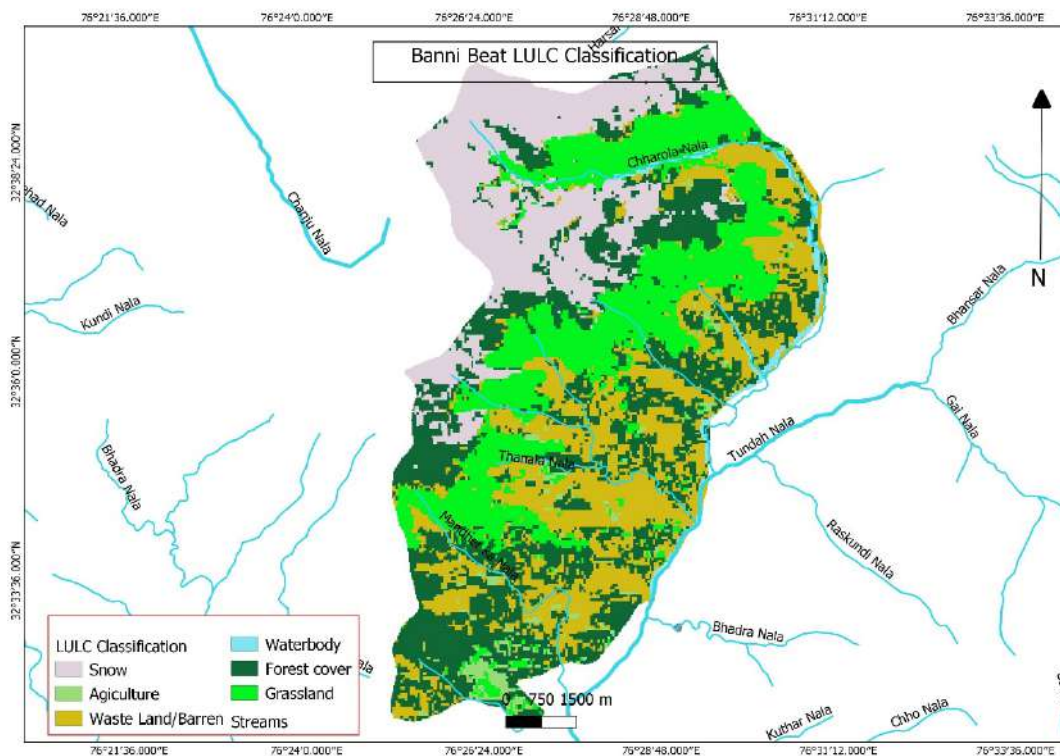 76°21'36.000"E 76°24'0.000"E 76°26'24.000"E 76°28'48.000"E 76°31'12.000"E 76°33'36.000"E
Harsar
Banni Beat LULC Classification
32°38'24.000"N
32°36'0.000"N
32°33'36.000"N
N
Chharola Nala
Chanju Nala
had Nala
Kundi Nala
Bhansar Nala
Gai Nala
Tundah Nala
Bhadra Nala
Thanala Nala
Raskundi Nala
Bhadra Nala
Kuthar Nala
Chho Nala
LULC Classification
Snow
Agiculture
Waste Land/Barren
Waterbody
Forest cover
Grassland
Streams
0 750 1500 m
76°21'36.000"E 76°24'0.000"E 76°26'24.000"E 76°28'48.000"E 76°31'12.000"E 76°33'36.000"E